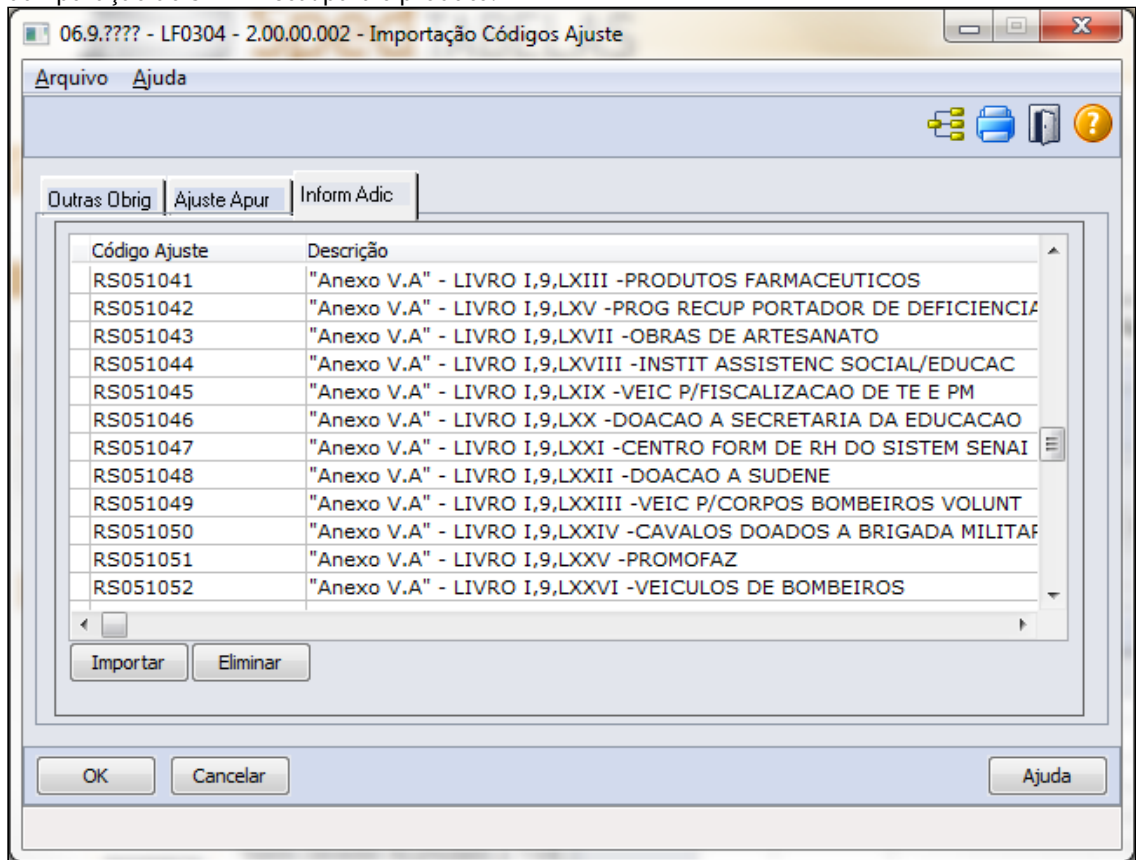 06.9.???? - LF0304 - 2.00.00.002 - Importação Códigos Ajuste
Arquivo Ajuda
Outras Obrig Ajuste Apur Inform Adic
Código Ajuste Descrição
RS051041 "Anexo V.A" - LIVRO I,9,LXIII -PRODUTOS FARMACEUTICOS
RS051042 "Anexo V.A" - LIVRO I,9,LXV -PROG RECUP PORTADOR DE DEFICIENCIA
RS051043 "Anexo V.A" - LIVRO I,9,LXVII -OBRAS DE ARTESANATO
RS051044 "Anexo V.A" - LIVRO I,9,LXVIII -INSTIT ASSISTENC SOCIAL/EDUCAC
RS051045 "Anexo V.A" - LIVRO I,9,LXIX -VEIC P/FISCALIZACAO DE TE E PM
RS051046 "Anexo V.A" - LIVRO I,9,LXX -DOACAO A SECRETARIA DA EDUCACAO
RS051047 "Anexo V.A" - LIVRO I,9,LXXI -CENTRO FORM DE RH DO SISTEM SENAI
RS051048 "Anexo V.A" - LIVRO I,9,LXXII -DOACAO A SUDENE
RS051049 "Anexo V.A" - LIVRO I,9,LXXIII -VEIC P/CORPOS BOMBEIROS VOLUNT
RS051050 "Anexo V.A" - LIVRO I,9,LXXIV -CAVALOS DOADOS A BRIGADA MILITAR
RS051051 "Anexo V.A" - LIVRO I,9,LXXV -PROMOFAZ
RS051052 "Anexo V.A" - LIVRO I,9,LXXVI -VEICULOS DE BOMBEIROS
Importar Eliminar
OK Cancelar Ajuda